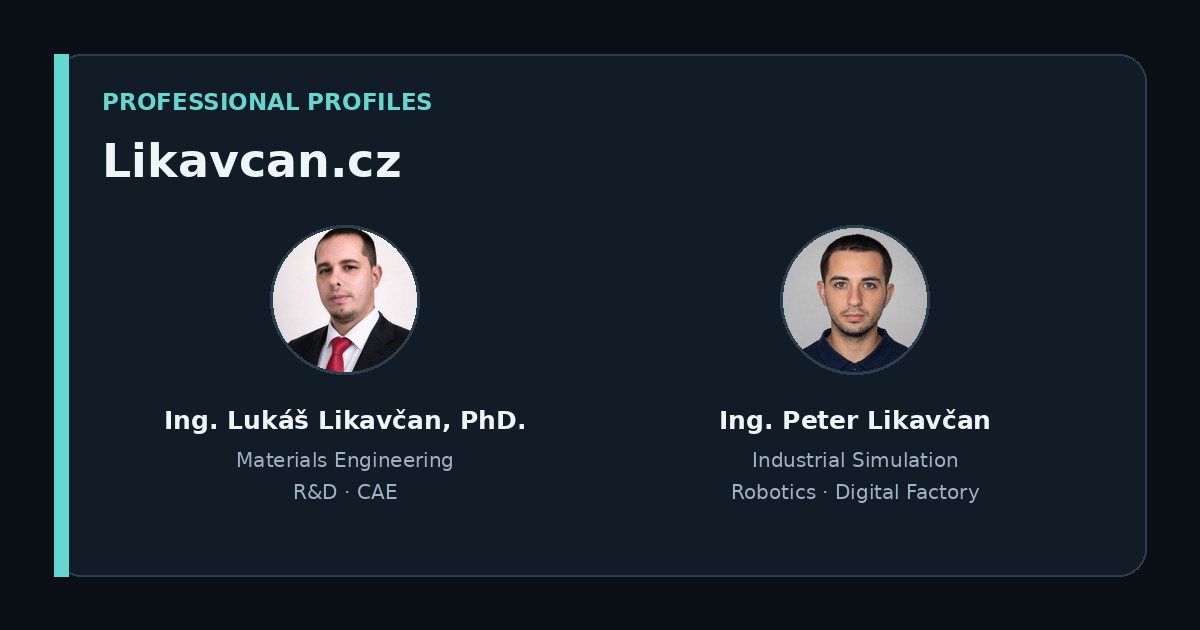 PROFESSIONAL PROFILES
Likavcan.cz
Ing. Lukáš Likavčan, PhD.
Materials Engineering
R&D · CAE
Ing. Peter Likavčan
Industrial Simulation
Robotics · Digital Factory